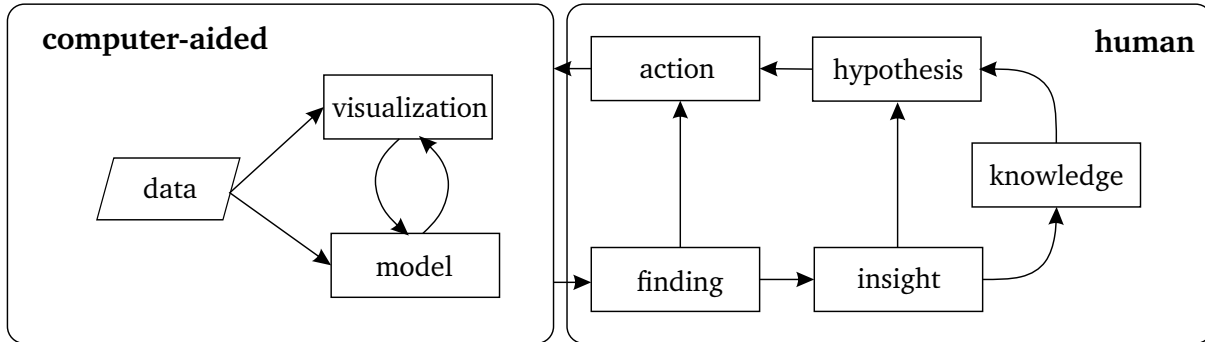 computer-aided
visualization
data
model
human
action
hypothesis
knowledge
finding
insight